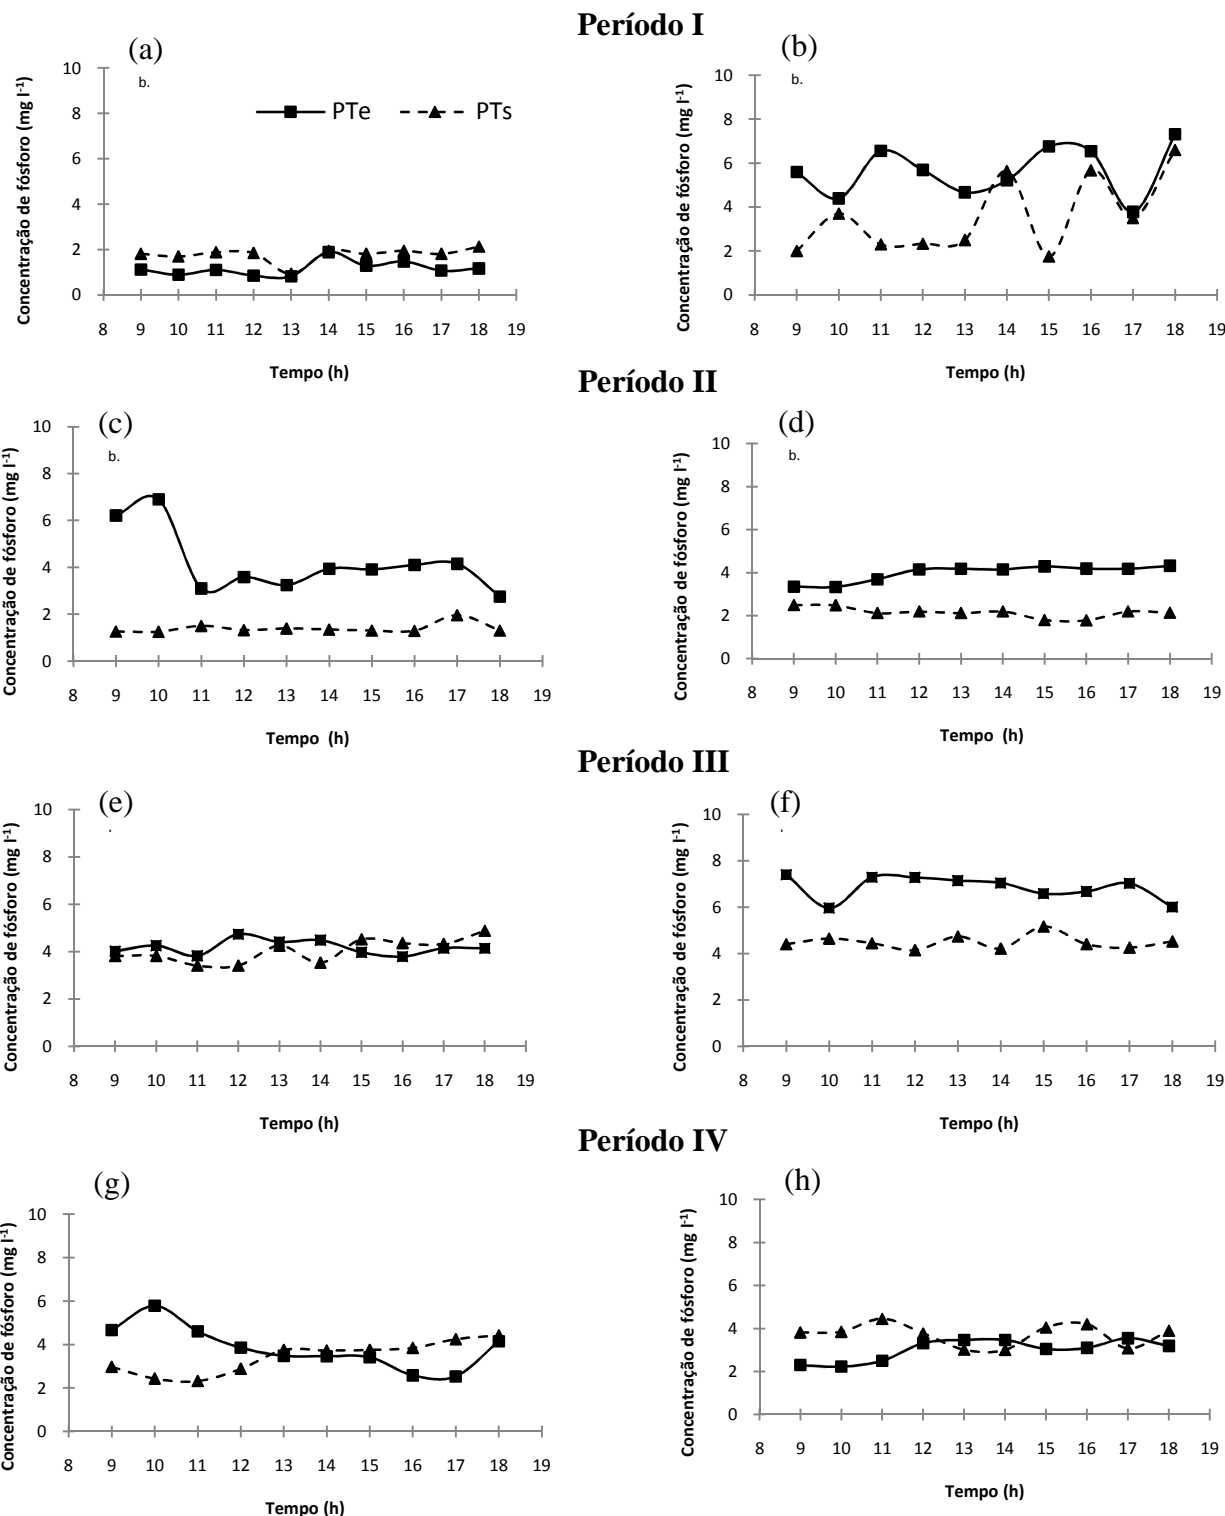 Período I
(a)
(b)
b.
b.
PTe
PTs
Concentração de fósforo (mg l-1)
10
8
6
4
2
0
8 9 10 11 12 13 14 15 16 17 18 19
Tempo (h)
Concentração de fósforo (mg l-1)
10
8
6
4
2
0
8 9 10 11 12 13 14 15 16 17 18 19
Tempo (h)
Período II
(c)
b.
Concentração de fósforo (mg l-1)
10
8
6
4
2
0
8 9 10 11 12 13 14 15 16 17 18 19
Tempo (h)
(d)
b.
Concentração de fósforo (mg l-1)
10
8
6
4
2
0
8 9 10 11 12 13 14 15 16 17 18 19
Tempo (h)
Período III
(e)
Concentração de fósforo (mg l-1)
10
8
6
4
2
0
8 9 10 11 12 13 14 15 16 17 18 19
Tempo (h)
(f)
Concentração de fósforo (mg l-1)
10
8
6
4
2
0
8 9 10 11 12 13 14 15 16 17 18 19
Tempo (h)
Período IV
(g)
Concentração de fósforo (mg l-1)
10
8
6
4
2
0
8 9 10 11 12 13 14 15 16 17 18 19
Tempo (h)
(h)
Concentração de fósforo (mg l-1)
10
8
6
4
2
0
8 9 10 11 12 13 14 15 16 17 18 19
Tempo (h)